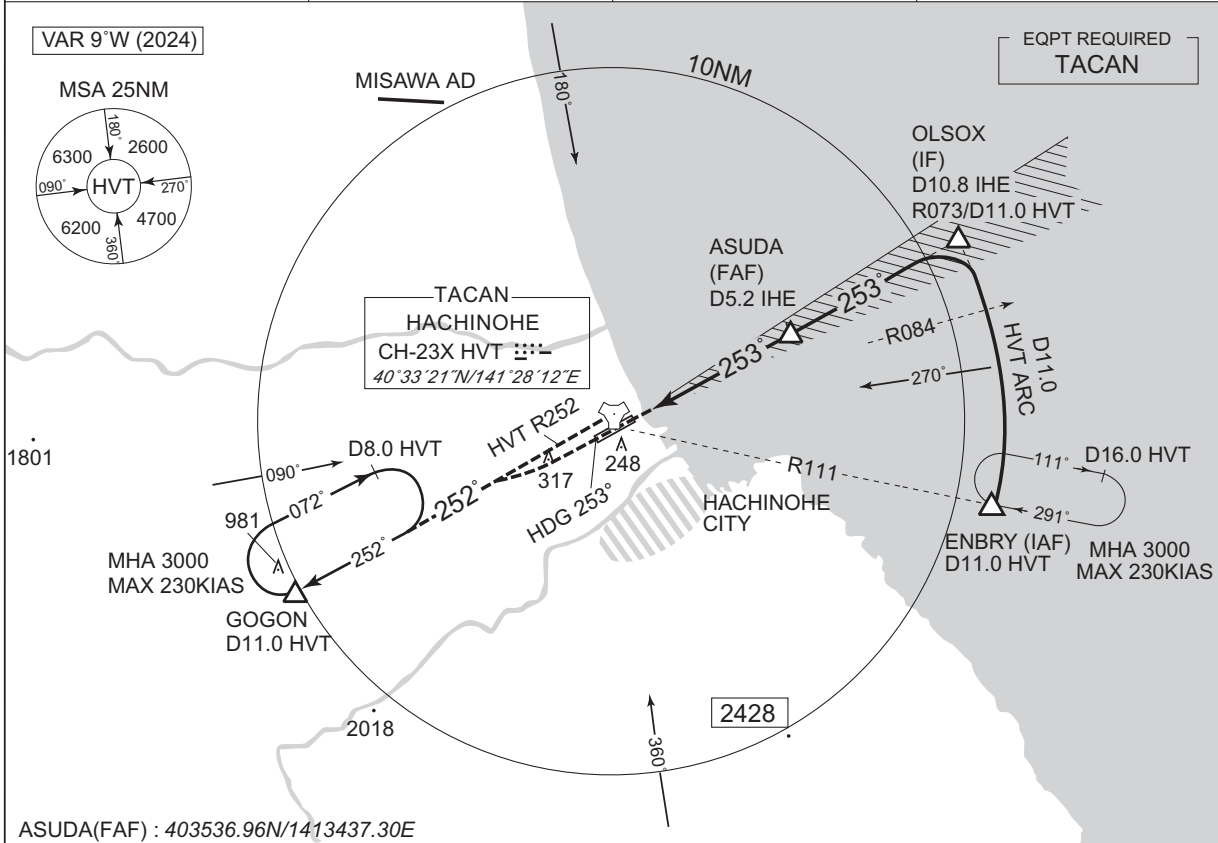 VAR 9°W (2024)
MSA 25NM
180°
6300
2600
090°
HVT
270°
6200
4700
360°
MISAWA AD
180°
10NM
EQPT REQUIRED
TACAN
OLSOX
(IF)
D10.8 IHE
R073/D11.0 HVT
ASUDA
(FAF)
D5.2 IHE
253°
253°
R084
270°
D11.0
HVT ARC
TACAN
HACHINOHE
CH-23X HVT
40°33´21˝N/141°28´12˝E
1801
D8.0 HVT
HVT R252
090°
072°
981
252°
252°
317
248
HDG 253°
R111
HACHINOHE
CITY
111°
D16.0 HVT
291°
ENBRY (IAF)
D11.0 HVT
MHA 3000
MAX 230KIAS
MHA 3000
MAX 230KIAS
GOGON
D11.0 HVT
2018
360°
2428
ASUDA(FAF) : 403536.96N/1413437.30E